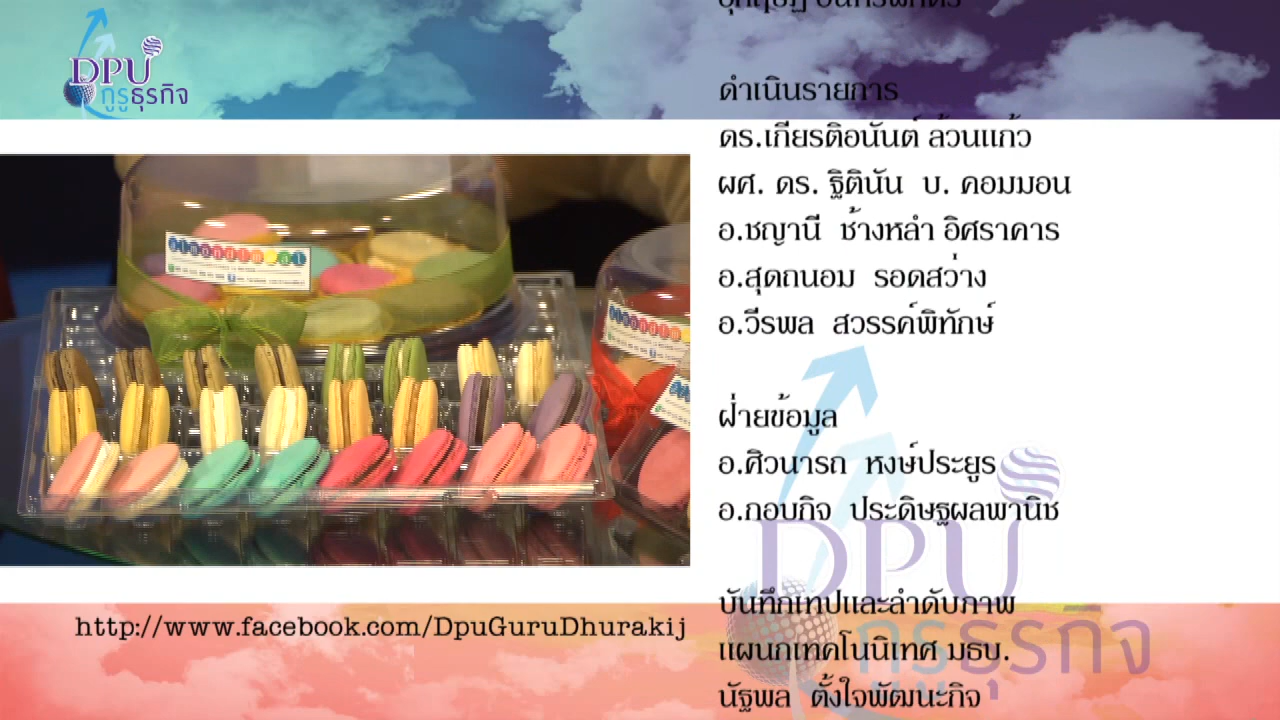 DPU
กูรูธุรกิจ
ดำเนินรายการ
ดร.เกียรติอนันต์ ล้วนแก้ว
ผศ. ดร. ฐิตินัน บ. คอมมอน
อ.ชญานี ช้างหลำ อิศราคาร
อ.สุดถนอม รอดสว่าง
อ.วีรพล สวรรค์พิทักษ์
ฝ่ายข้อมูล
อ.ศิวนารถ หงษ์ประยูร
อ.กอบกิจ ประดิษฐผลพานิช
บันทึกเทปและลำดับภาพ
แผนกเทคโนนิเทศ มธบ.
นัฐพล ตั้งใจพัฒนะกิจ
DPU
กูรูธุรกิจ
http://www.facebook.com/DpuGuruDhurakij